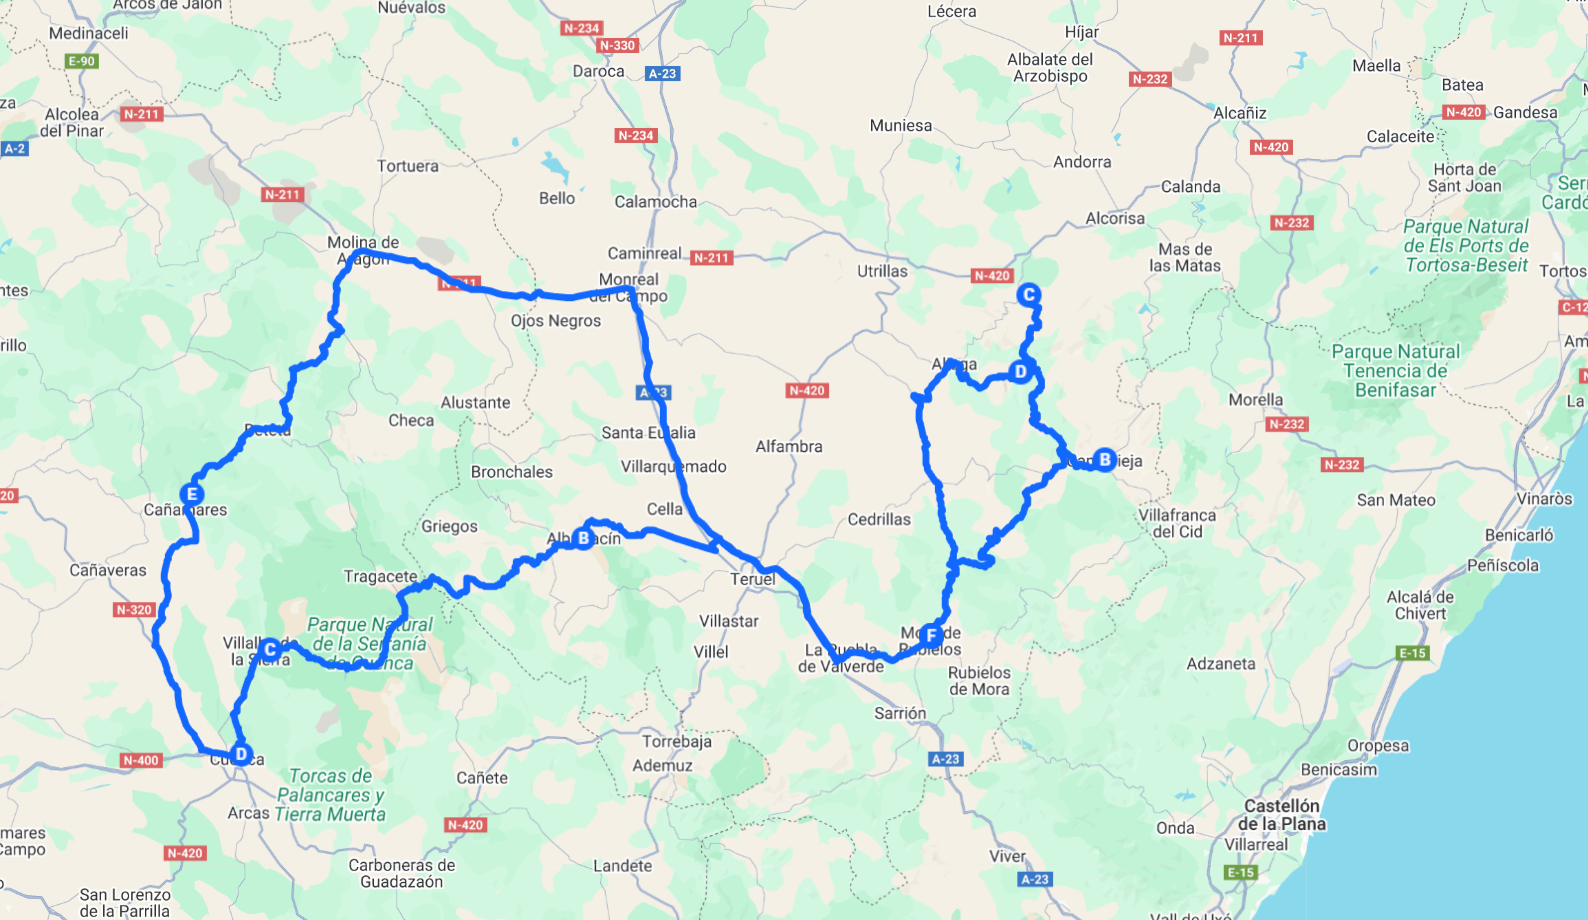 Arcos de Jalón
Nuévalos
Lécera
Medinaceli
N-234
N-330
Híjar
N-211
E-90
Daroca
A-23
Albalate del
Arzobispo
N-232
Maella
Batea
Alcolea
del Pinar
N-211
N-420
Gandesa
Alcañiz
Muniesa
N-234
Calaceite
A-2
N-420
Tortuera
Andorra
Horta de
Sant Joan
Calanda
N-211
Bello
Calamocha
Alcorisa
N-232
Parque Natural
de Els Ports de
Tortosa-Beseit
Molina de
Aragón
Caminreal
N-211
Mas de
las Matas
Utrillas
N-420
Monreal
del Campo
C
Ojos Negros
Parque Natural
Tenencia de
Benifasar
Aliaga
D
A-23
N-420
Alustante
Morella
Checa
N-232
Beteta
Santa Eulalia
Alfambra
B
Bronchales
Villarquemado
N-232
E
Cañamares
San Mateo
Vinaròs
Cella
Cedrillas
Villafranca
del Cid
Griegos
B
Benicarló
Peñíscola
Cañaveras
Tragacete
Teruel
Alcalá de
Chivert
N-320
Villastar
Parque Natural
de la Serranía
de Cuenca
F
Villalba de
la Sierra
C
Villel
La Puebla
de Valverde
Mora de
Rubielos
E-15
Adzaneta
Rubielos
de Mora
Sarrión
Torrebaja
Ademuz
Oropesa
Benicasim
N-400
D
Cuenca
A-23
Torcas de
Palancares y
Tierra Muerta
Cañete
Arcas
Castellón
de la Plana
N-420
Onda
Villarreal
N-420
Carboneras de
Guadazaón
Landete
Viver
A-23
E-15
San Lorenzo
de la Parrilla